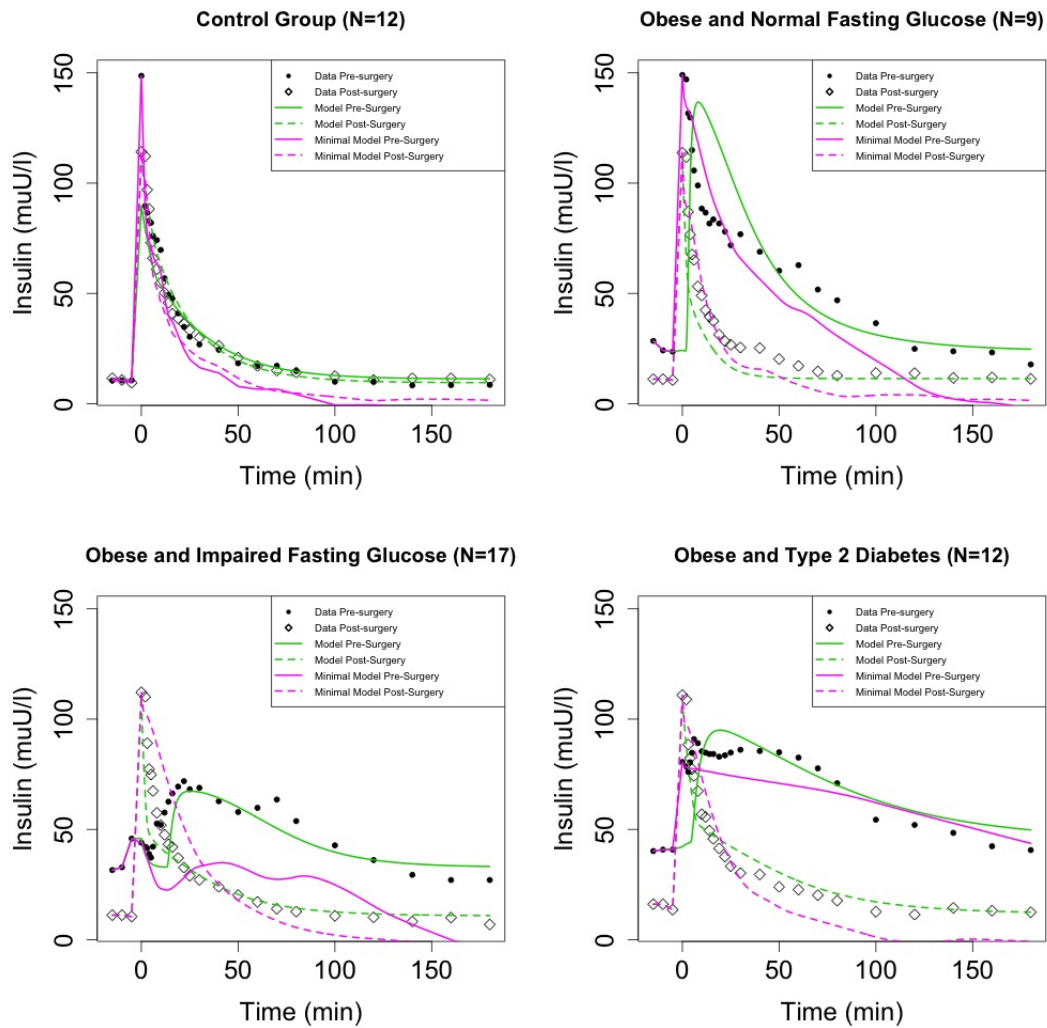 Control Group (N=12)
Insulin (muU/l)
150
100
50
0
Data Pre-surgery
Data Post-surgery
Model Pre-Surgery
Model Post-Surgery
Minimal Model Pre-Surgery
Minimal Model Post-Surgery
0 50 100 150
Time (min)
Obese and Normal Fasting Glucose (N=9)
Insulin (muU/l)
150
100
50
0
Data Pre-surgery
Data Post-surgery
Model Pre-Surgery
Model Post-Surgery
Minimal Model Pre-Surgery
Minimal Model Post-Surgery
0 50 100 150
Time (min)
Obese and Impaired Fasting Glucose (N=17)
Insulin (muU/l)
150
100
50
0
Data Pre-surgery
Data Post-surgery
Model Pre-Surgery
Model Post-Surgery
Minimal Model Pre-Surgery
Minimal Model Post-Surgery
0 50 100 150
Time (min)
Obese and Type 2 Diabetes (N=12)
Insulin (muU/l)
150
100
50
0
Data Pre-surgery
Data Post-surgery
Model Pre-Surgery
Model Post-Surgery
Minimal Model Pre-Surgery
Minimal Model Post-Surgery
0 50 100 150
Time (min)